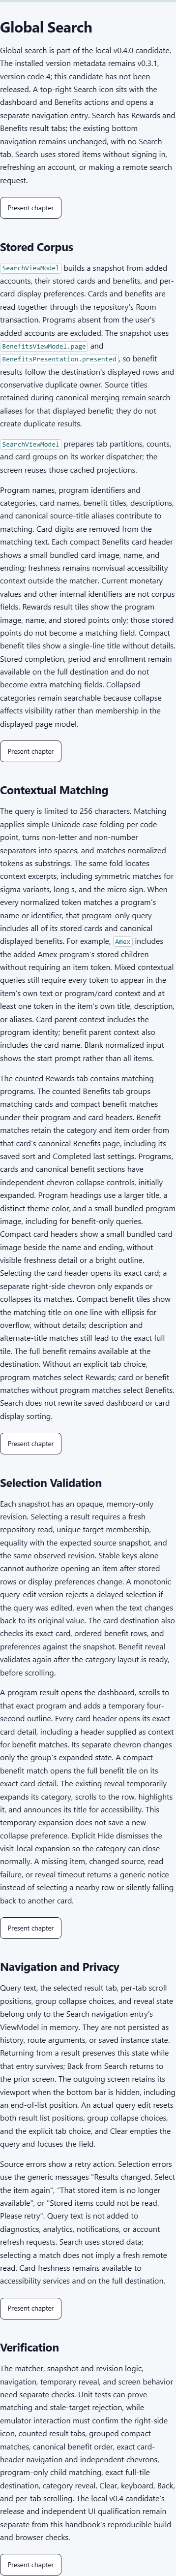 Global Search
Global search is part of the local v0.4.0 candidate.
The installed version metadata remains v0.3.1,
version code 4; this candidate has not been
released. A top-right Search icon sits with the
dashboard and Benefits actions and opens a
separate navigation entry. Search has Rewards and
Benefits result tabs; the existing bottom
navigation remains unchanged, with no Search
tab. Search uses stored items without signing in,
refreshing an account, or making a remote search
request.
Present chapter
Stored Corpus
SearchViewModel builds a snapshot from added
accounts, their stored cards and benefits, and per-
card display preferences. Cards and benefits are
read together through the repository's Room
transaction. Programs absent from the user's
added accounts are excluded. The snapshot uses
BenefitsViewModel.page and
BenefitsPresentation.presented, so benefit
results follow the destination's displayed rows and
conservative duplicate owner. Source titles
retained during canonical merging remain search
aliases for that displayed benefit; they do not
create duplicate results.
SearchViewModel prepares tab partitions, counts,
and card groups on its worker dispatcher; the
screen reuses those cached projections.
Program names, program identifiers and
categories, card names, benefit titles, descriptions,
and canonical source-title aliases contribute to
matching. Card digits are removed from the
matching text. Each compact Benefits card header
shows a small bundled card image, name, and
ending; freshness remains nonvisual accessibility
context outside the matcher. Current monetary
values and other internal identifiers are not corpus
fields. Rewards result tiles show the program
image, name, and stored points only; those stored
points do not become a matching field. Compact
benefit tiles show a single-line title without details.
Stored completion, period and enrollment remain
available on the full destination and do not
become extra matching fields. Collapsed
categories remain searchable because collapse
affects visibility rather than membership in the
displayed page model.
Present chapter
Contextual Matching
The query is limited to 256 characters. Matching
applies simple Unicode case folding per code
point, turns non-letter and non-number
separators into spaces, and matches normalized
tokens as substrings. The same fold locates
context excerpts, including symmetric matches for
sigma variants, long s, and the micro sign. When
every normalized token matches a program's
name or identifier, that program-only query
includes all of its stored cards and canonical
displayed benefits. For example, Amex includes
the added Amex program's cards and children
without requiring an item token. Mixed contextual
queries still require every token to appear in the
item's own text or program/card context and at
least one token in the item's own title, description,
or aliases. Card parent context includes the
program identity; benefit parent context also
includes the card name. Blank normalized input
shows the start prompt rather than all items.
The counted Rewards tab contains matching
programs. The counted Benefits tab groups
matching cards and compact benefit matches
under their program and card headers. Benefit
matches retain the category and item order from
that card's canonical Benefits page, including its
saved sort and Completed last settings. Programs,
cards and canonical benefit sections have
independent chevron collapse controls, initially
expanded. Program headings use a larger title, a
distinct theme color, and a small bundled program
image, including for benefit-only queries.
Compact card headers show a small bundled card
image beside the name and ending, without
visible freshness detail or a bright outline.
Selecting the card header opens its exact card; a
separate right-side chevron only expands or
collapses its matches. Compact benefit tiles show
the matching title on one line with ellipsis for
overflow, without details; description and
alternate-title matches still lead to the exact full
tile. The full benefit remains available at the
destination. Without an explicit tab choice,
program matches select Rewards; card or benefit
matches without program matches select Benefits.
Search does not rewrite saved dashboard or card
display sorting.
Present chapter
Selection Validation
Each snapshot has an opaque, memory-only
revision. Selecting a result requires a fresh
repository read, unique target membership,
equality with the expected source snapshot, and
the same observed revision. Stable keys alone
cannot authorize opening an item after stored
rows or display preferences change. A monotonic
query-edit version rejects a delayed selection if
the query was edited, even when the text changes
back to its original value. The card destination also
checks its exact card, ordered benefit rows, and
preferences against the snapshot. Benefit reveal
validates again after the category layout is ready,
before scrolling.
A program result opens the dashboard, scrolls to
that exact program and adds a temporary four-
second outline. Every card header opens its exact
card detail, including a header supplied as context
for benefit matches. Its separate chevron changes
only the group's expanded state. A compact
benefit match opens the full benefit tile on its
exact card detail. The existing reveal temporarily
expands its category, scrolls to the row, highlights
it, and announces its title for accessibility. This
temporary expansion does not save a new
collapse preference. Explicit Hide dismisses the
visit-local expansion so the category can close
normally. A missing item, changed source, read
failure, or reveal timeout returns a generic notice
instead of selecting a nearby row or silently falling
back to another card.
Present chapter
Navigation and Privacy
Query text, the selected result tab, per-tab scroll
positions, group collapse choices, and reveal state
belong only to the Search navigation entry's
ViewModel in memory. They are not persisted as
history, route arguments, or saved instance state.
Returning from a result preserves this state while
that entry survives; Back from Search returns to
the prior screen. The outgoing screen retains its
viewport when the bottom bar is hidden, including
an end-of-list position. An actual query edit resets
both result list positions, group collapse choices,
and the explicit tab choice, and Clear empties the
query and focuses the field.
Source errors show a retry action. Selection errors
use the generic messages "Results changed. Select
the item again", "That stored item is no longer
available", or "Stored items could not be read.
Please retry". Query text is not added to
diagnostics, analytics, notifications, or account
refresh requests. Search uses stored data;
selecting a match does not imply a fresh remote
read. Card freshness remains available to
accessibility services and on the full destination.
Present chapter
Verification
The matcher, snapshot and revision logic,
navigation, temporary reveal, and screen behavior
need separate checks. Unit tests can prove
matching and stale-target rejection, while
emulator interaction must confirm the right-side
icon, counted result tabs, grouped compact
matches, canonical benefit order, exact card-
header navigation and independent chevrons,
program-only child matching, exact full-tile
destination, category reveal, Clear, keyboard, Back,
and per-tab scrolling. The local v0.4 candidate's
release and independent UI qualification remain
separate from this handbook's reproducible build
and browser checks.
Present chapter